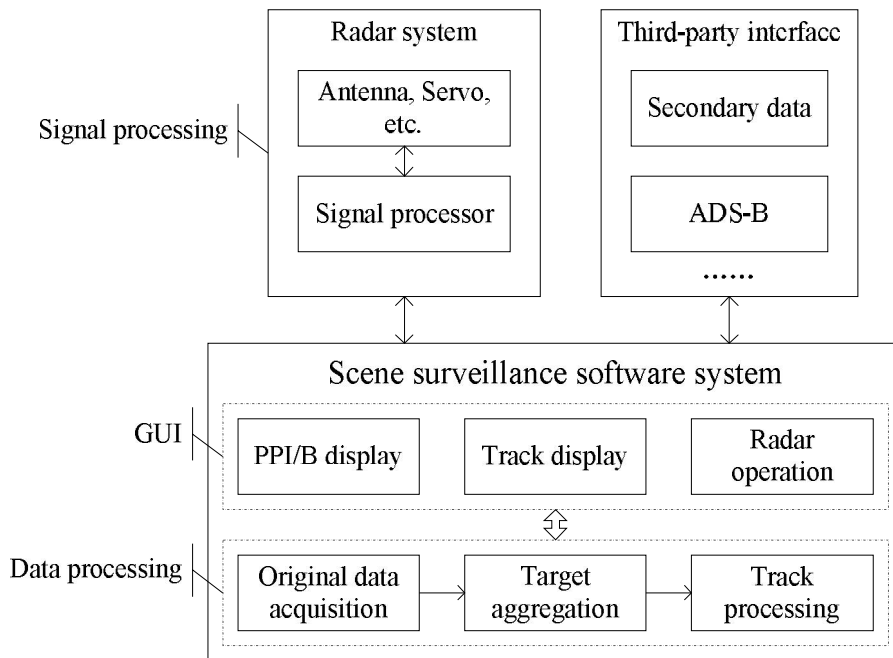 Radar system
Third-party interface
Antenna, Servo,
etc.
Secondary data
Signal processing
Signal processor
ADS-B
......
Scene surveillance software system
GUI
PPI/B display
Track display
Radar
operation
Data processing
Original data
acquisition
Target
aggregation
Track
processing